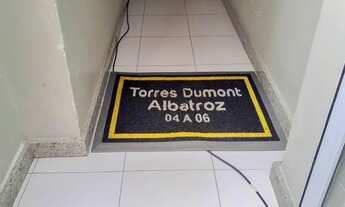 Torres Dumont
Albatroz
04 A 06